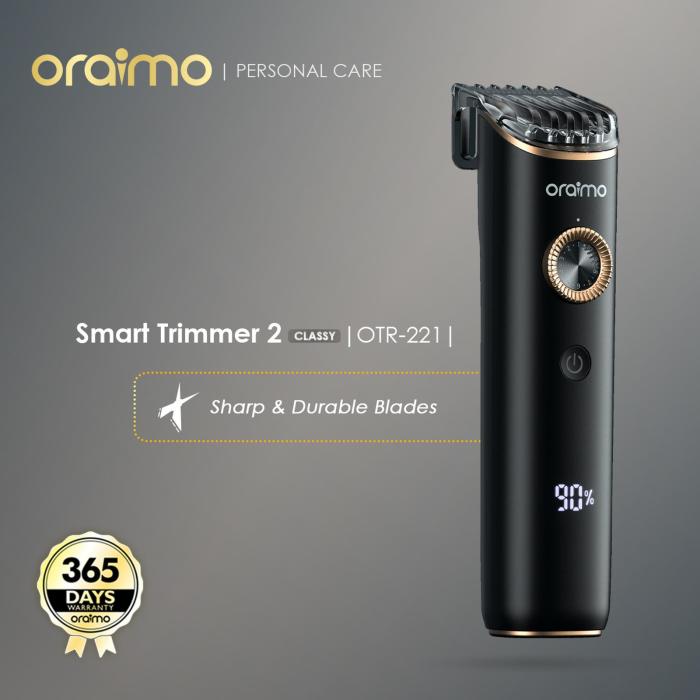 oraimo | PERSONAL CARE
oraimo
Smart Trimmer 2 CLASSY |OTR-221|
Sharp & Durable Blades
90%
365
DAYS
WARRANTY
oraimo